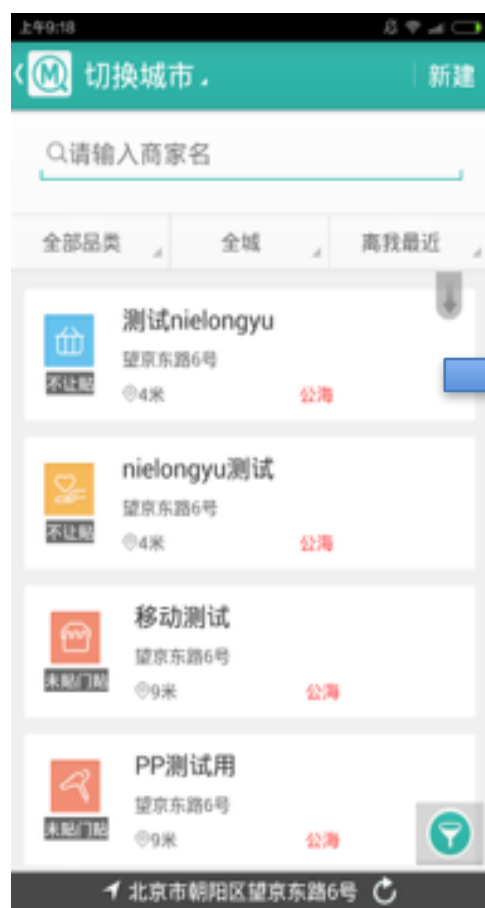 上午9:18
切换城市
新建
请输入商家名
全部品类 全城 离我最近
测试nielongyu
望京东路6号
不让贴
4米 公海
nielongyu测试
望京东路6号
不让贴
4米 公海
移动测试
望京东路6号
未贴门贴
9米 公海
PP测试用
望京东路6号
未贴门贴
9米 公海
北京市朝阳区望京东路6号